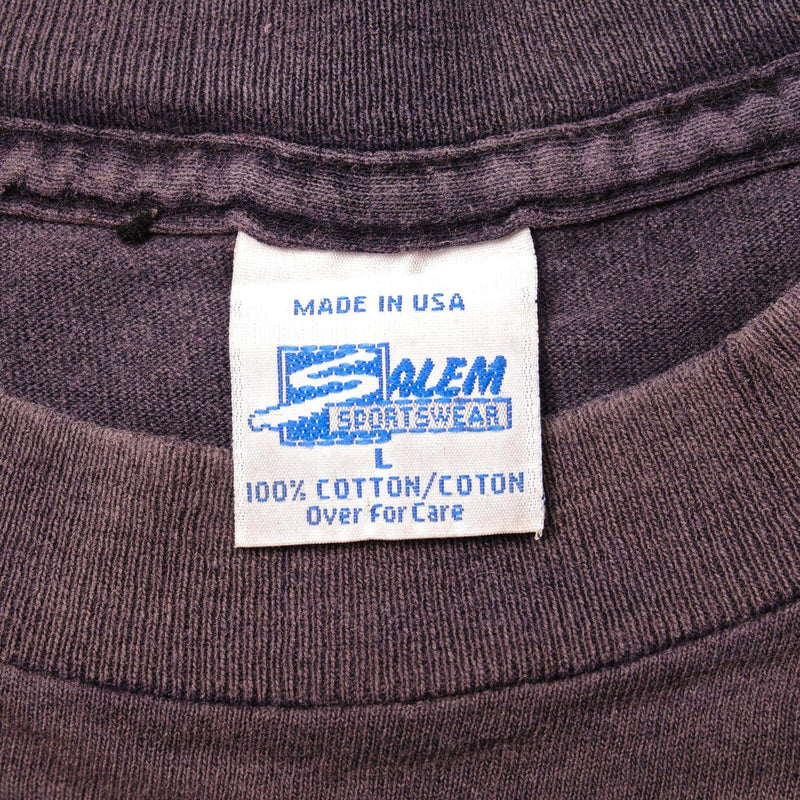 MADE IN USA
SALEM
SPORTSWEAR
L
100% COTTON/COTON
Over For Care